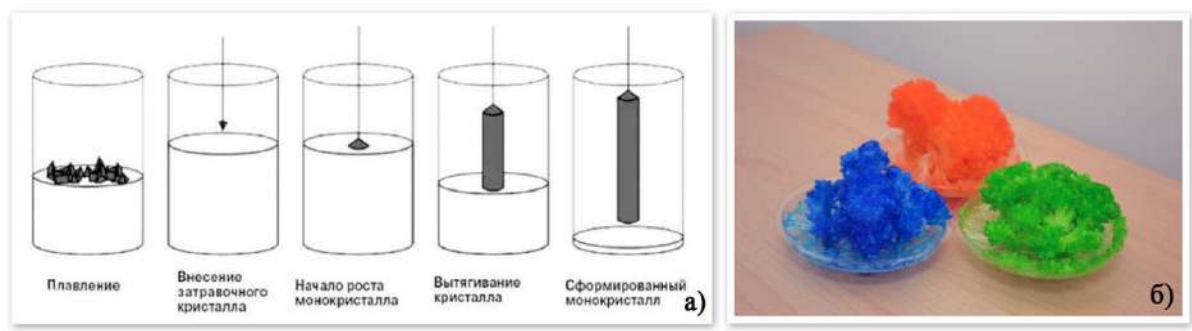 Плавление
Внесение
затравочного
кристалла
Начало роста
монокристалла
Вытягивание
кристалла
Сформированный
монокристалл
а)
б)